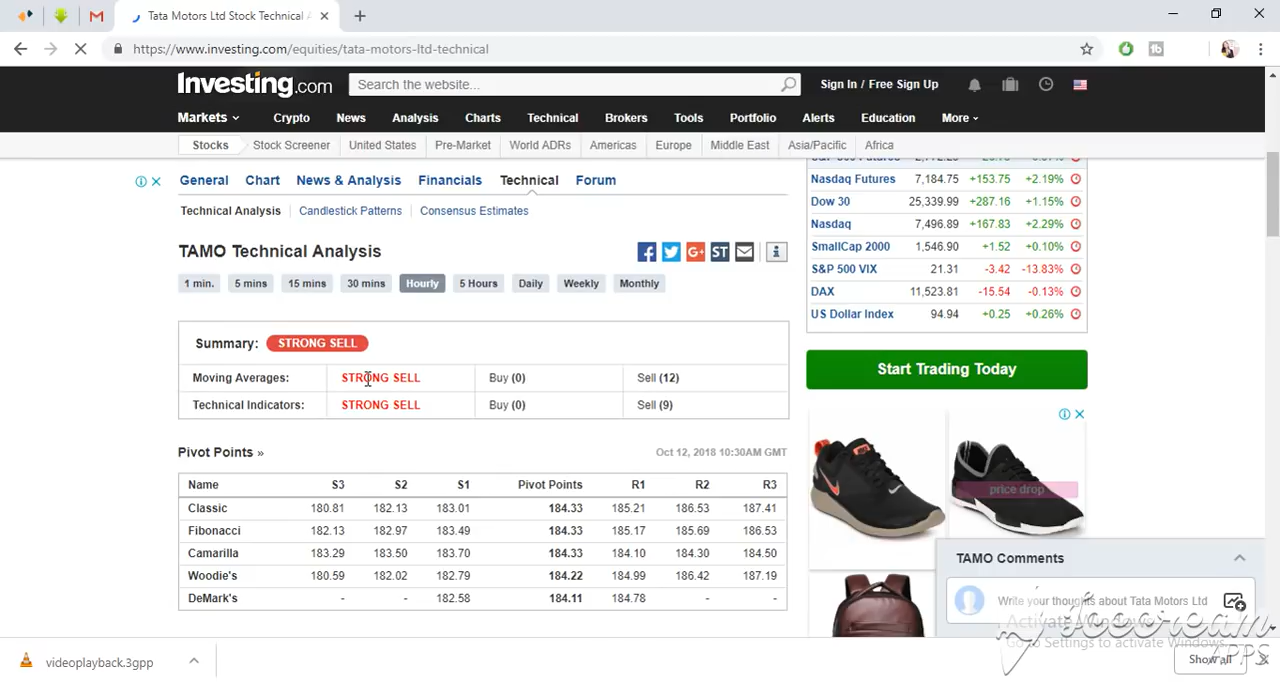 Tata Motors Ltd Stock Technical A
https://www.investing.com/equities/tata-motors-ltd-technical
Investing.com
Search the website...
Sign In / Free Sign Up
Markets Crypto News Analysis Charts Technical Brokers Tools Portfolio Alerts Education More
Stocks Stock Screener United States Pre-Market World ADRs Americas Europe Middle East Asia/Pacific Africa
General Chart News & Analysis Financials Technical Forum
Technical Analysis Candlestick Patterns Consensus Estimates
TAMO Technical Analysis
ST
1 min. 5 mins 15 mins 30 mins Hourly 5 Hours Daily Weekly Monthly
Summary: STRONG SELL
Moving Averages: STRONG SELL Buy (0) Sell (12)
Technical Indicators: STRONG SELL Buy (0) Sell (9)
Pivot Points » Oct 12, 2018 10:30AM GMT
Name S3 S2 S1 Pivot Points R1 R2 R3
Classic 180.81 182.13 183.01 184.33 185.21 186.53 187.41
Fibonacci 182.13 182.97 183.49 184.33 185.17 185.69 186.53
Camarilla 183.29 183.50 183.70 184.33 184.10 184.30 184.50
Woodie's 180.59 182.02 182.79 184.22 184.99 186.42 187.19
DeMark's - - 182.58 184.11 184.78 - -
Nasdaq Futures 7,184.75 +153.75 +2.19%
Dow 30 25,339.99 +287.16 +1.15%
Nasdaq 7,496.89 +167.83 +2.29%
SmallCap 2000 1,546.90 +1.52 +0.10%
S&P 500 VIX 21.31 -3.42 -13.83%
DAX 11,523.81 -15.54 -0.13%
US Dollar Index 94.94 +0.25 +0.26%
Start Trading Today
price drop
TAMO Comments
Write your thoughts about Tata Motors Ltd
Activate Windows
Go to Settings to activate Windows.
Icecream
APPS
videoplayback.3gpp
Show all